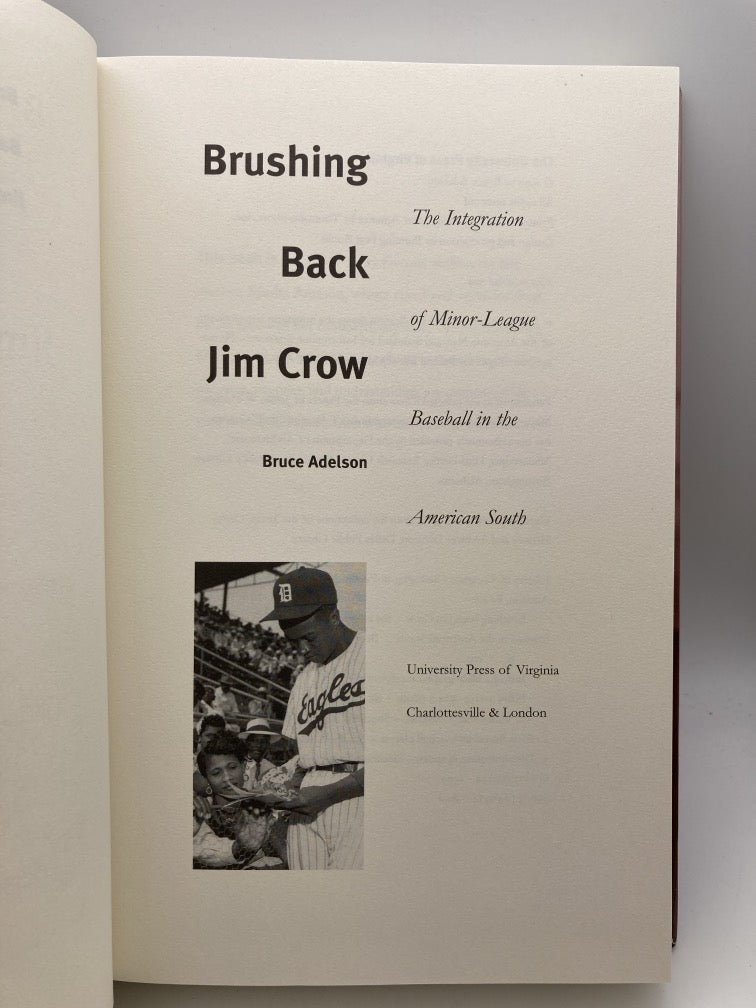 Brushing
Back
Jim Crow
The Integration
of Minor-League
Baseball in the
American South
Bruce Adelson
D
Eagles
University Press of Virginia
Charlottesville & London